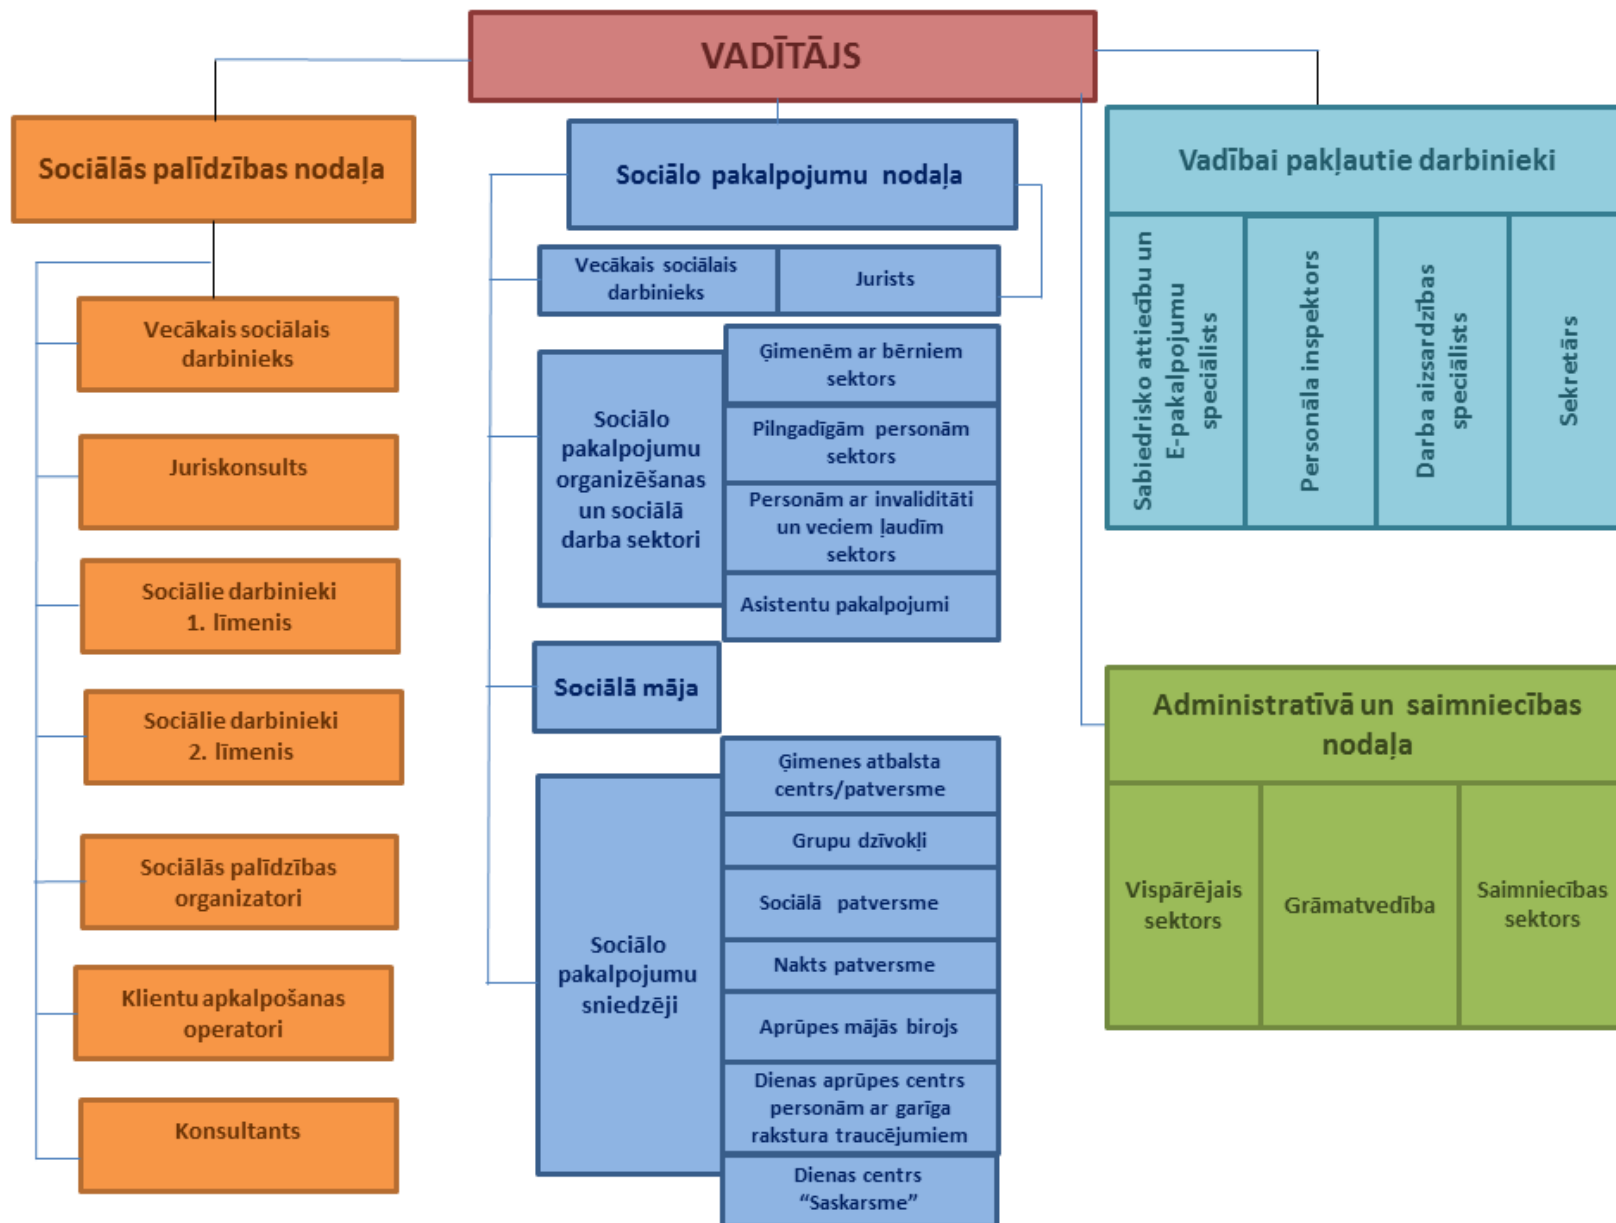 VADĪTĀJS
Sociālās palīdzības nodaļa
Vecākais sociālais
darbinieks
Juriskonsults
Sociālie darbinieki
1. līmenis
Sociālie darbinieki
2. līmenis
Sociālās palīdzības
organizatori
Klientu apkalpošanas
operatori
Konsultants
Sociālo pakalpojumu nodaļa
Vecākais sociālais
darbinieks
Jurists
Sociālo
pakalpojumu
organizēšanas
un sociālā
darba sektori
Ģimenēm ar bērniem
sektors
Pilngadīgām personām
sektors
Personām ar invaliditāti
un veciem ļaudīm
sektors
Asistentu pakalpojumi
Sociālā māja
Sociālo
pakalpojumu
sniedzēji
Ģimenes atbalsta
centrs/patversme
Grupu dzīvokļi
Sociālā patversme
Nakts patversme
Aprūpes mājās birojs
Dienas aprūpes centrs
personām ar garīga
rakstura traucējumiem
Dienas centrs
“Saskarsme”
Vadībai pakļautie darbinieki
Sabiedrisko attiecību un
E-pakalpojumu
speciālists
Personāla inspektors
Darba aizsardzības
speciālists
Sekretārs
Administratīvā un saimniecības
nodaļa
Vispārējais
sektors
Grāmatvedība
Saimniecības
sektors